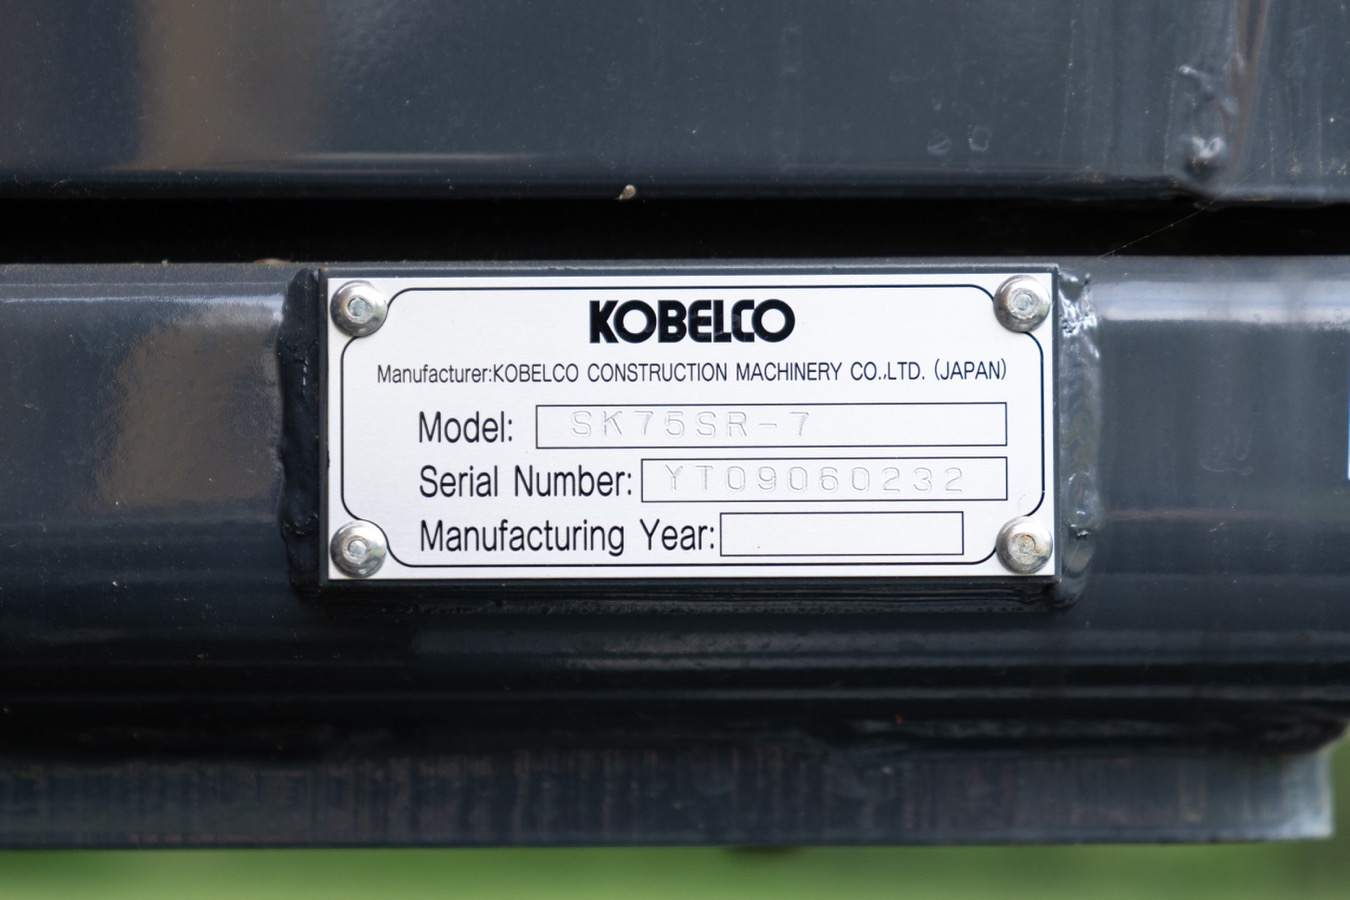 KOBELCO
Manufacturer:KOBELCO CONSTRUCTION MACHINERY CO.,LTD. (JAPAN)
Model: SK75SR-7
Serial Number: YT09060232
Manufacturing Year: